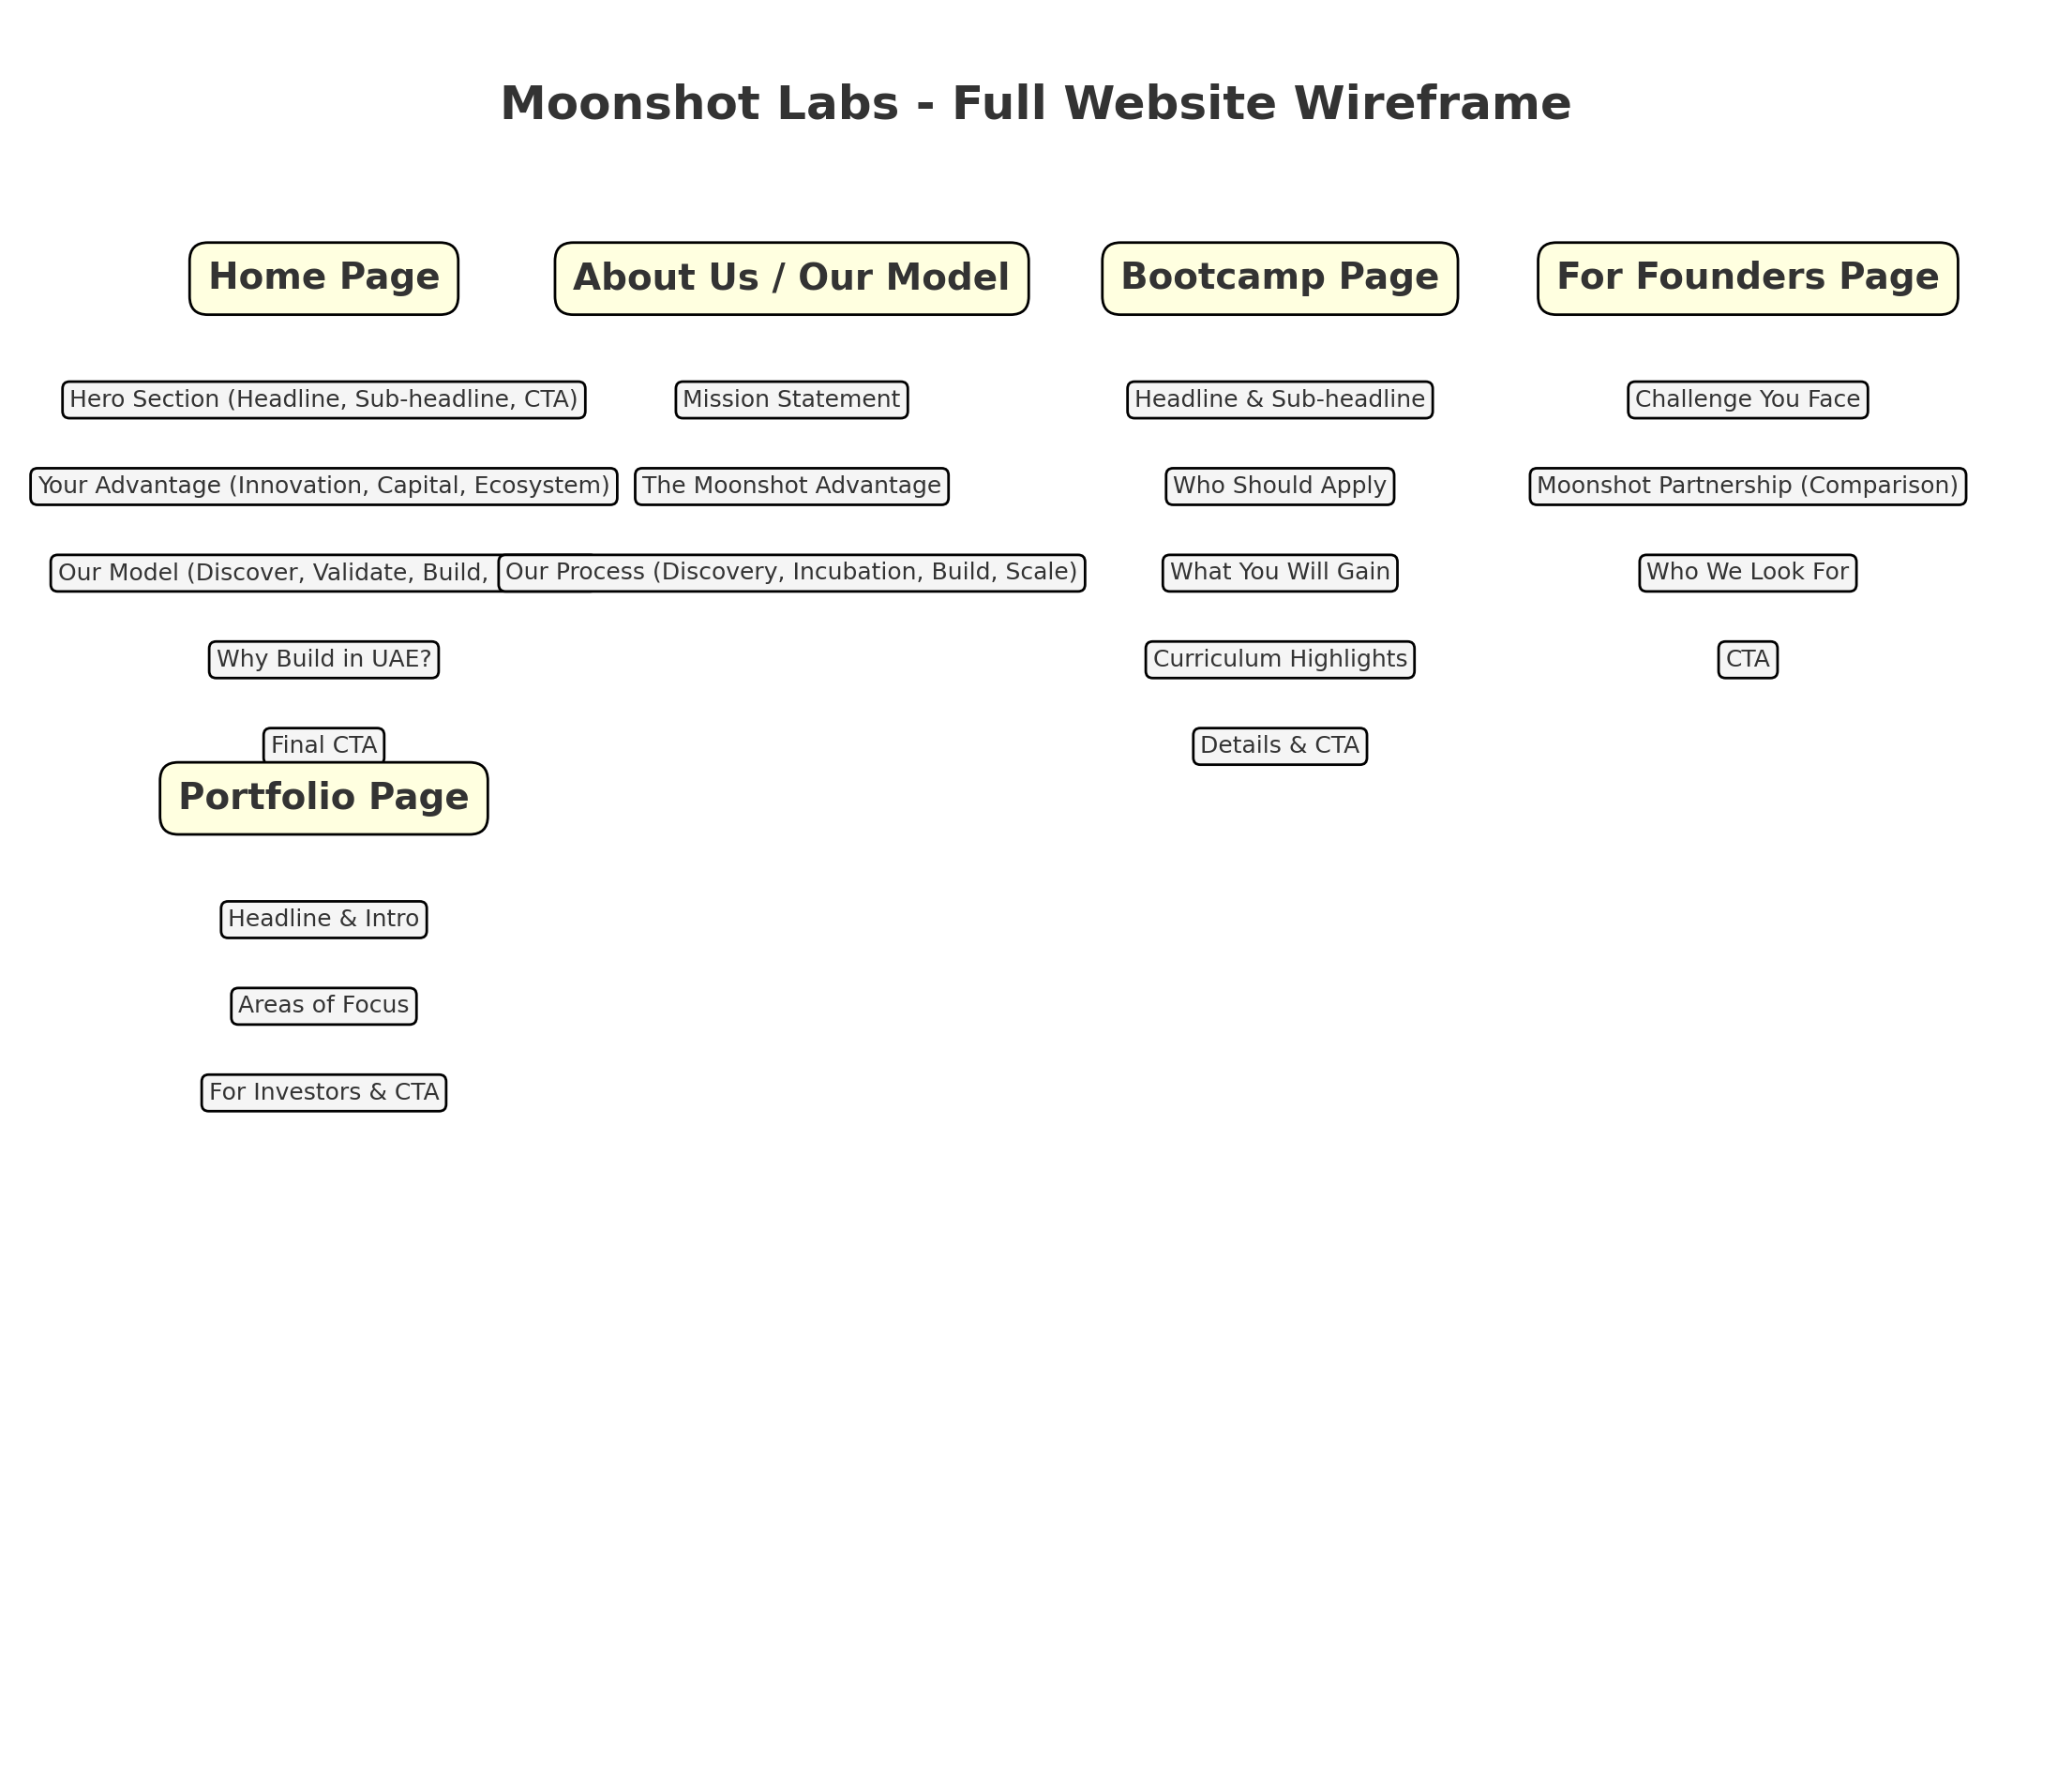 Moonshot Labs - Full Website Wireframe
Home Page
Hero Section (Headline, Sub-headline, CTA)
Your Advantage (Innovation, Capital, Ecosystem)
Our Model (Discover, Validate, Build,
Why Build in UAE?
Final CTA
About Us / Our Model
Mission Statement
The Moonshot Advantage
Our Process (Discovery, Incubation, Build, Scale)
Bootcamp Page
Headline & Sub-headline
Who Should Apply
What You Will Gain
Curriculum Highlights
Details & CTA
For Founders Page
Challenge You Face
Moonshot Partnership (Comparison)
Who We Look For
CTA
Portfolio Page
Headline & Intro
Areas of Focus
For Investors & CTA